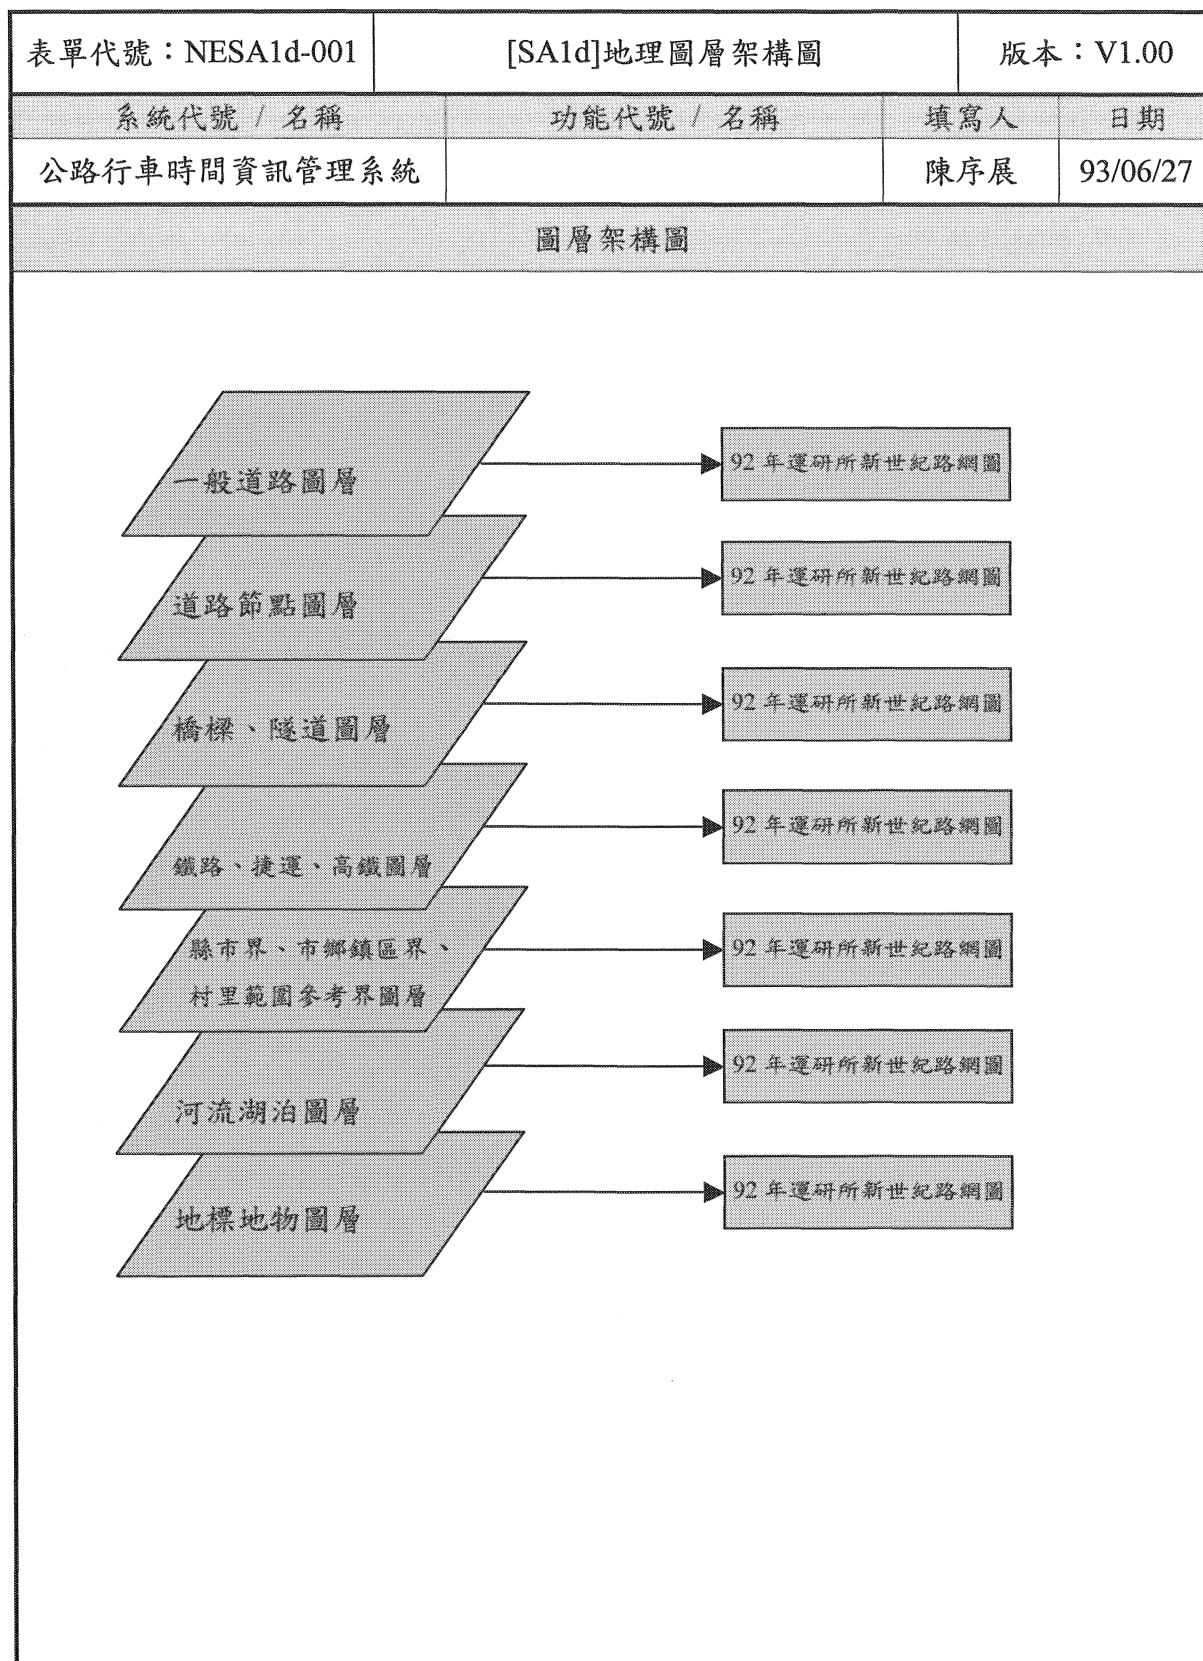 表單代號：NESA1d-001 [SA1d]地理圖層架構圖 版本：V1.00
系統代號 / 名稱 功能代號 / 名稱 填寫人 日期
公路行車時間資訊管理系統 陳序展 93/06/27
圖層架構圖
一般道路圖層
92 年運研所新世紀路網圖
道路節點圖層
92 年運研所新世紀路網圖
橋樑、隧道圖層
92 年運研所新世紀路網圖
鐵路、捷運、高鐵圖層
92 年運研所新世紀路網圖
縣市界、市鄉鎮區界、
村里範圍參考界圖層
92 年運研所新世紀路網圖
河流湖泊圖層
92 年運研所新世紀路網圖
地標地物圖層
92 年運研所新世紀路網圖